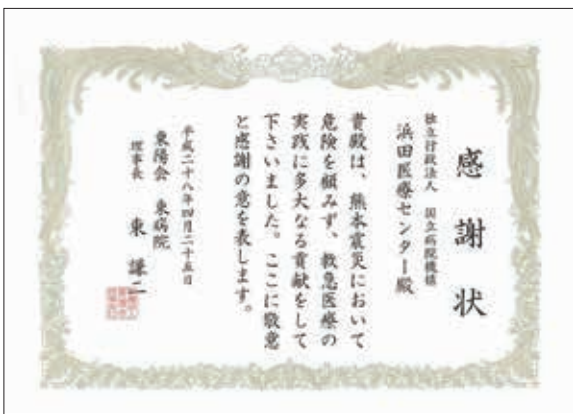 感謝状
独立行政法人 国立病院機構
浜田医療センター殿
貴殿は、熊本震災において
危険を顧みず、救急医療の
実践に多大なる貢献をして
下さいました。ここに敬意
と感謝の意を表します。
平成二十八年四月二十五日
東陽会 東病院
理事長 東 謙二